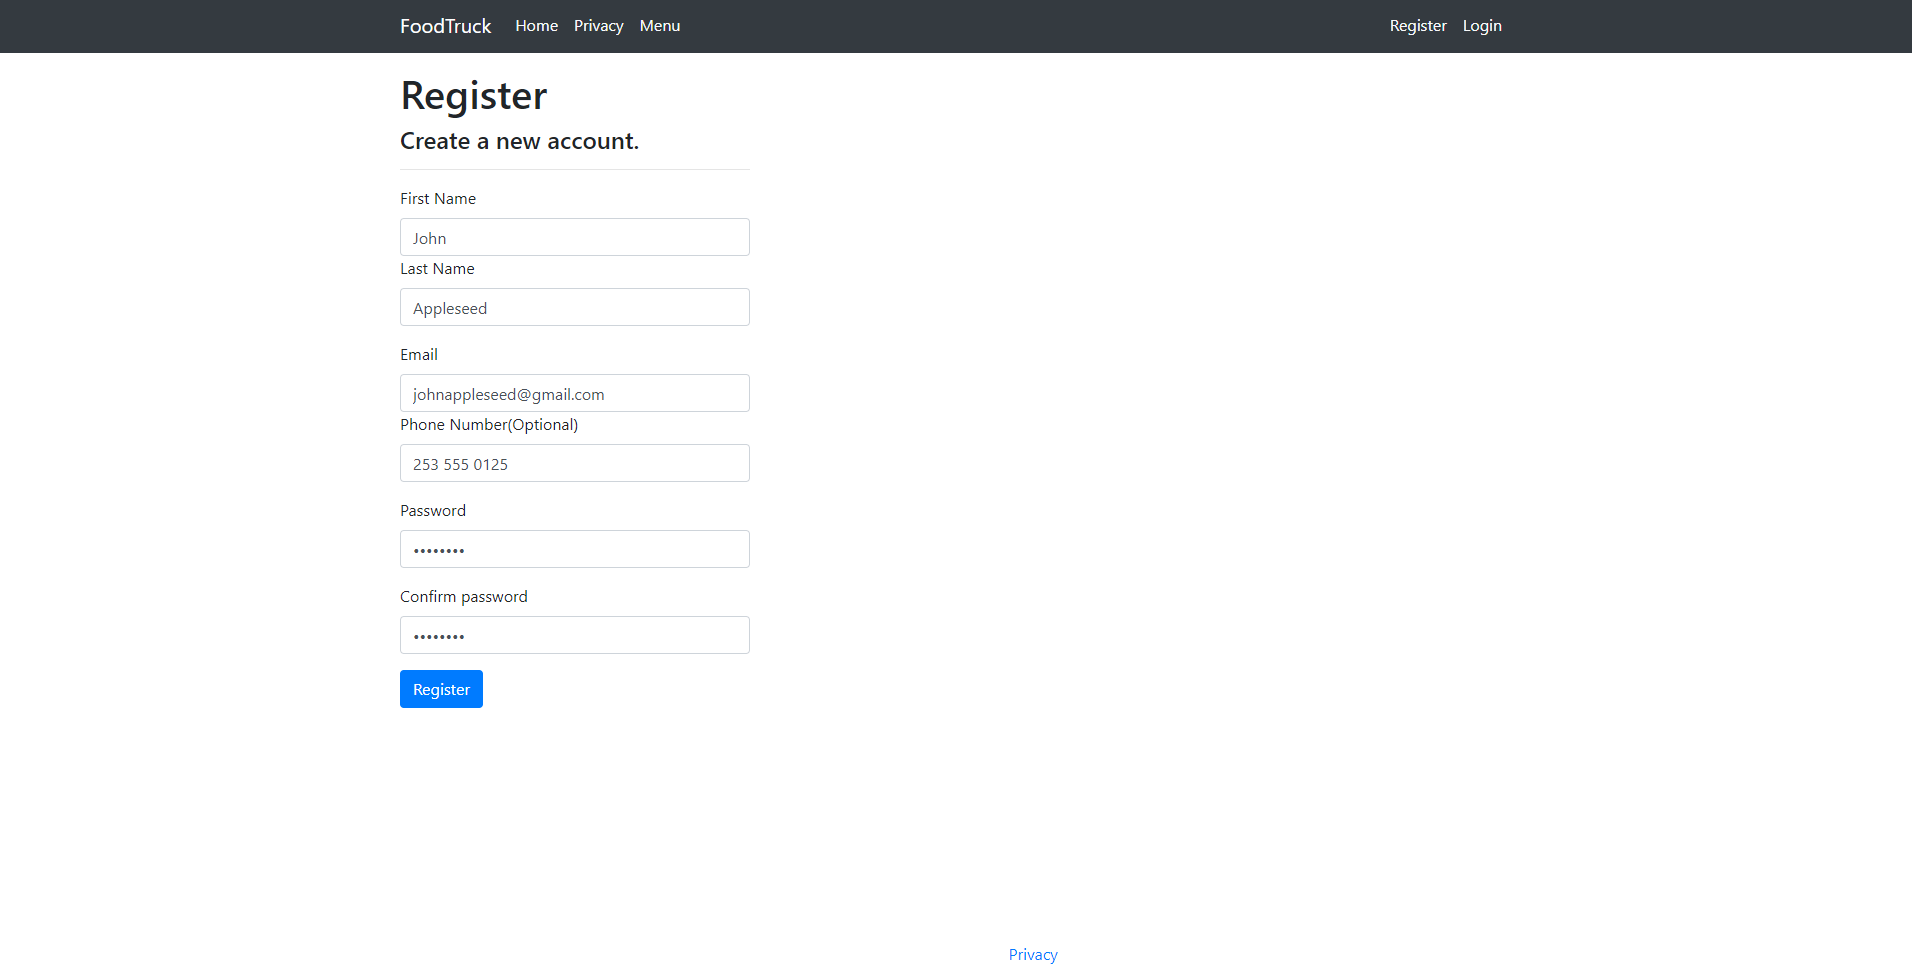 FoodTruck Home Privacy Menu Register Login
Register
Create a new account.
First Name
John
Last Name
Appleseed
Email
johnappleseed@gmail.com
Phone Number(Optional)
253 555 0125
Password
••••••••
Confirm password
••••••••
Register
Privacy